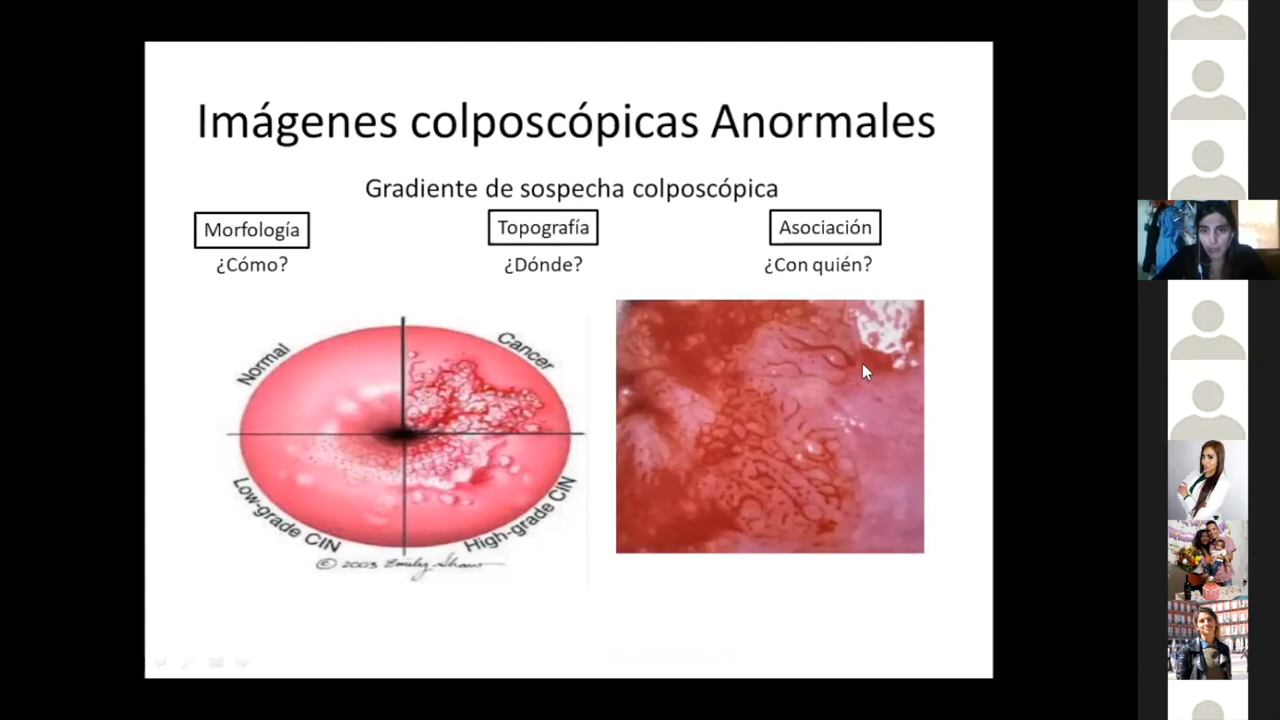 Imágenes colposcópicas Anormales
Gradiente de sospecha colposcópica
Morfología
Topografía
Asociación
¿Cómo?
¿Dónde?
¿Con quién?
Normal
Cancer
Low-grade CIN
High-grade CIN
© 2003 Emily Shaw